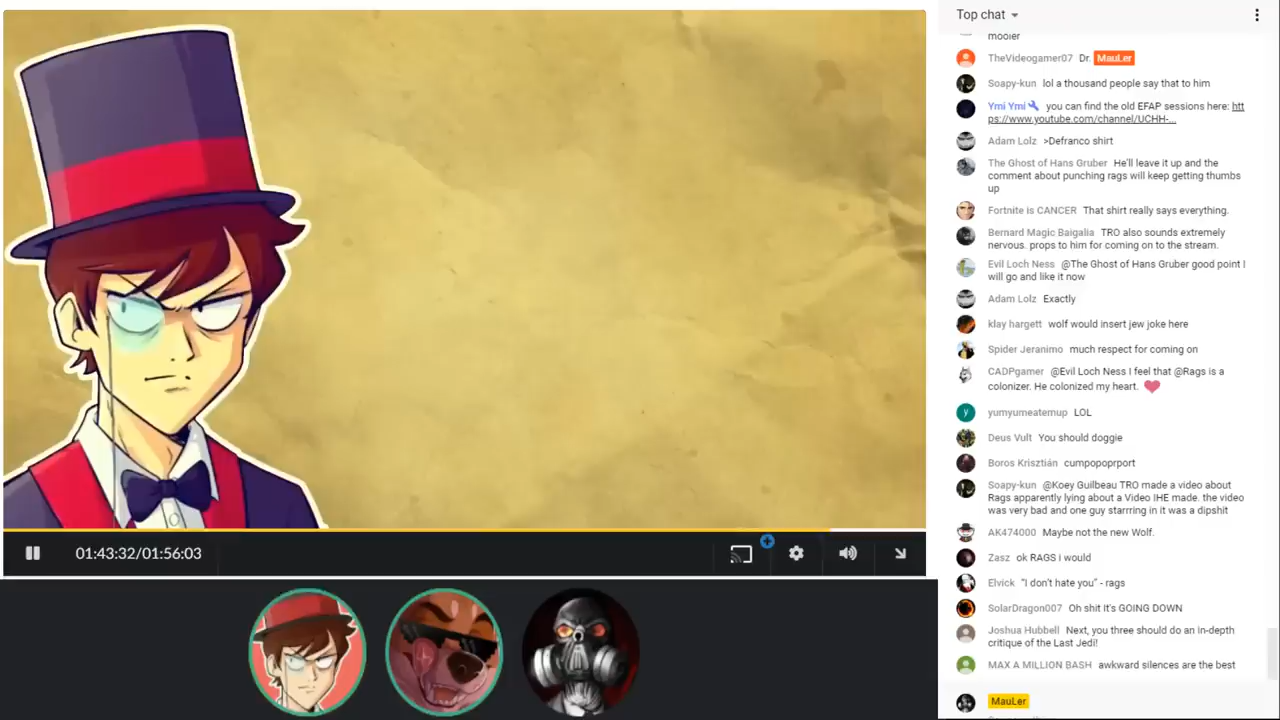 Top chat
mooler
TheVideogamer07 Dr. MauLer
Soapy-kun lol a thousand people say that to him
Ymi Ymi you can find the old EFAP sessions here: htt
ps://www.youtube.com/channel/UCHH-...
Adam Lolz >Defranco shirt
The Ghost of Hans Gruber He'll leave it up and the
comment about punching rags will keep getting thumbs
up
Fortnite is CANCER That shirt really says everything.
Bernard Magic Baigalia TRO also sounds extremely
nervous. props to him for coming on to the stream.
Evil Loch Ness @The Ghost of Hans Gruber good point I
will go and like it now
Adam Lolz Exactly
klay hargett wolf would insert jew joke here
Spider Jeranimo much respect for coming on
CADPgamer @Evil Loch Ness I feel that @Rags is a
colonizer. He colonized my heart.
y yumyumeatemup LOL
Deus Vult You should doggie
Boros Krisztián cumpopoprport
Soapy-kun @Koey Guilbeau TRO made a video about
Rags apparently lying about a Video IHE made. the video
was very bad and one guy starrring in it was a dipshit
AK474000 Maybe not the new Wolf.
Zasz ok RAGS i would
Elvick “I don't hate you” - rags
SolarDragon007 Oh shit it's GOING DOWN
Joshua Hubbell Next, you three should do an in-depth
critique of the Last Jedi!
MAX A MILLION BASH awkward silences are the best
MauLer
01:43:32/01:56:03